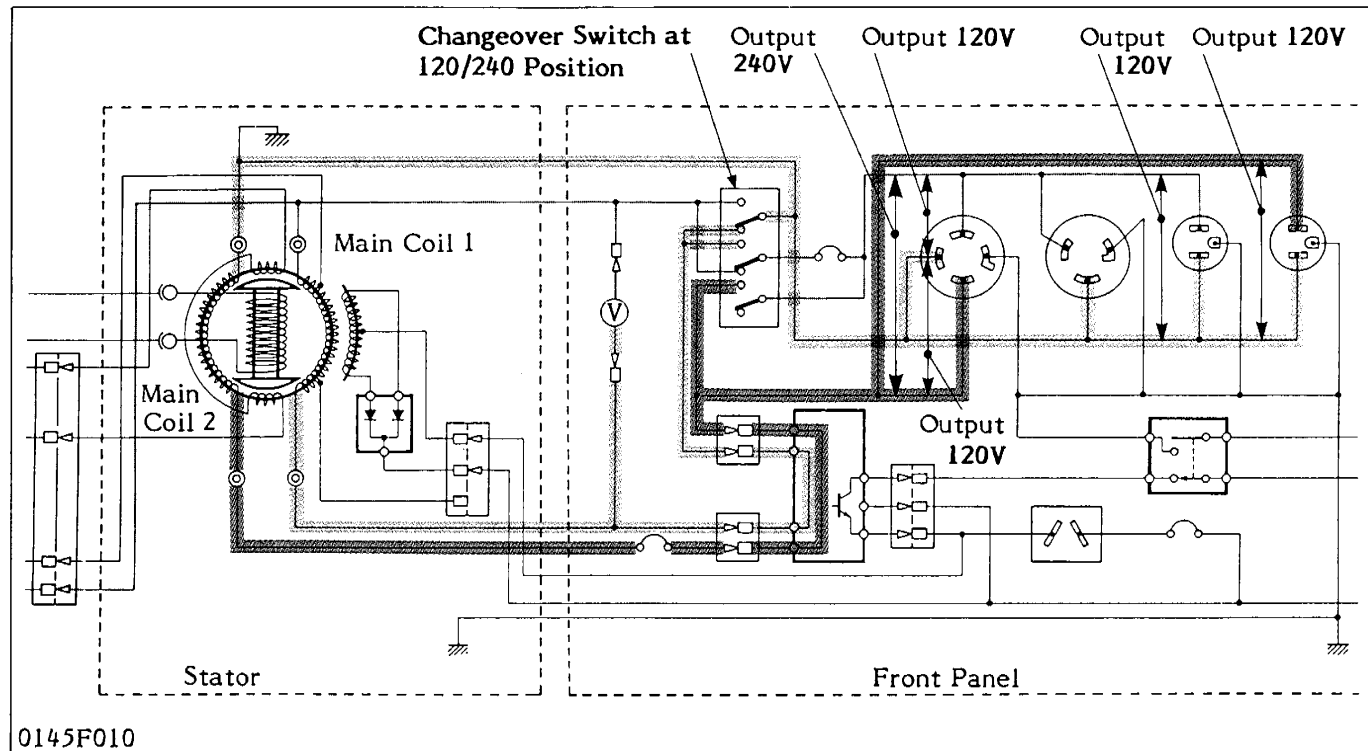 Changeover Switch at
120/240 Position
Output
240V
Output 120V
Output
120V
Output 120V
Main Coil 1
V
Main
Coil 2
Output
120V
Stator
Front Panel
0145F010